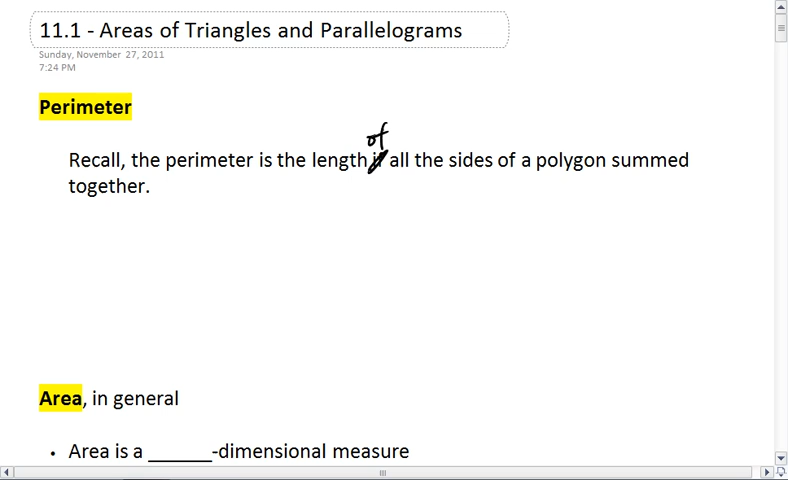 11.1 - Areas of Triangles and Parallelograms
Sunday, November 27, 2011
7:24 PM
Perimeter
of
Recall, the perimeter is the length if all the sides of a polygon summed
together.
Area, in general
• Area is a ______-dimensional measure